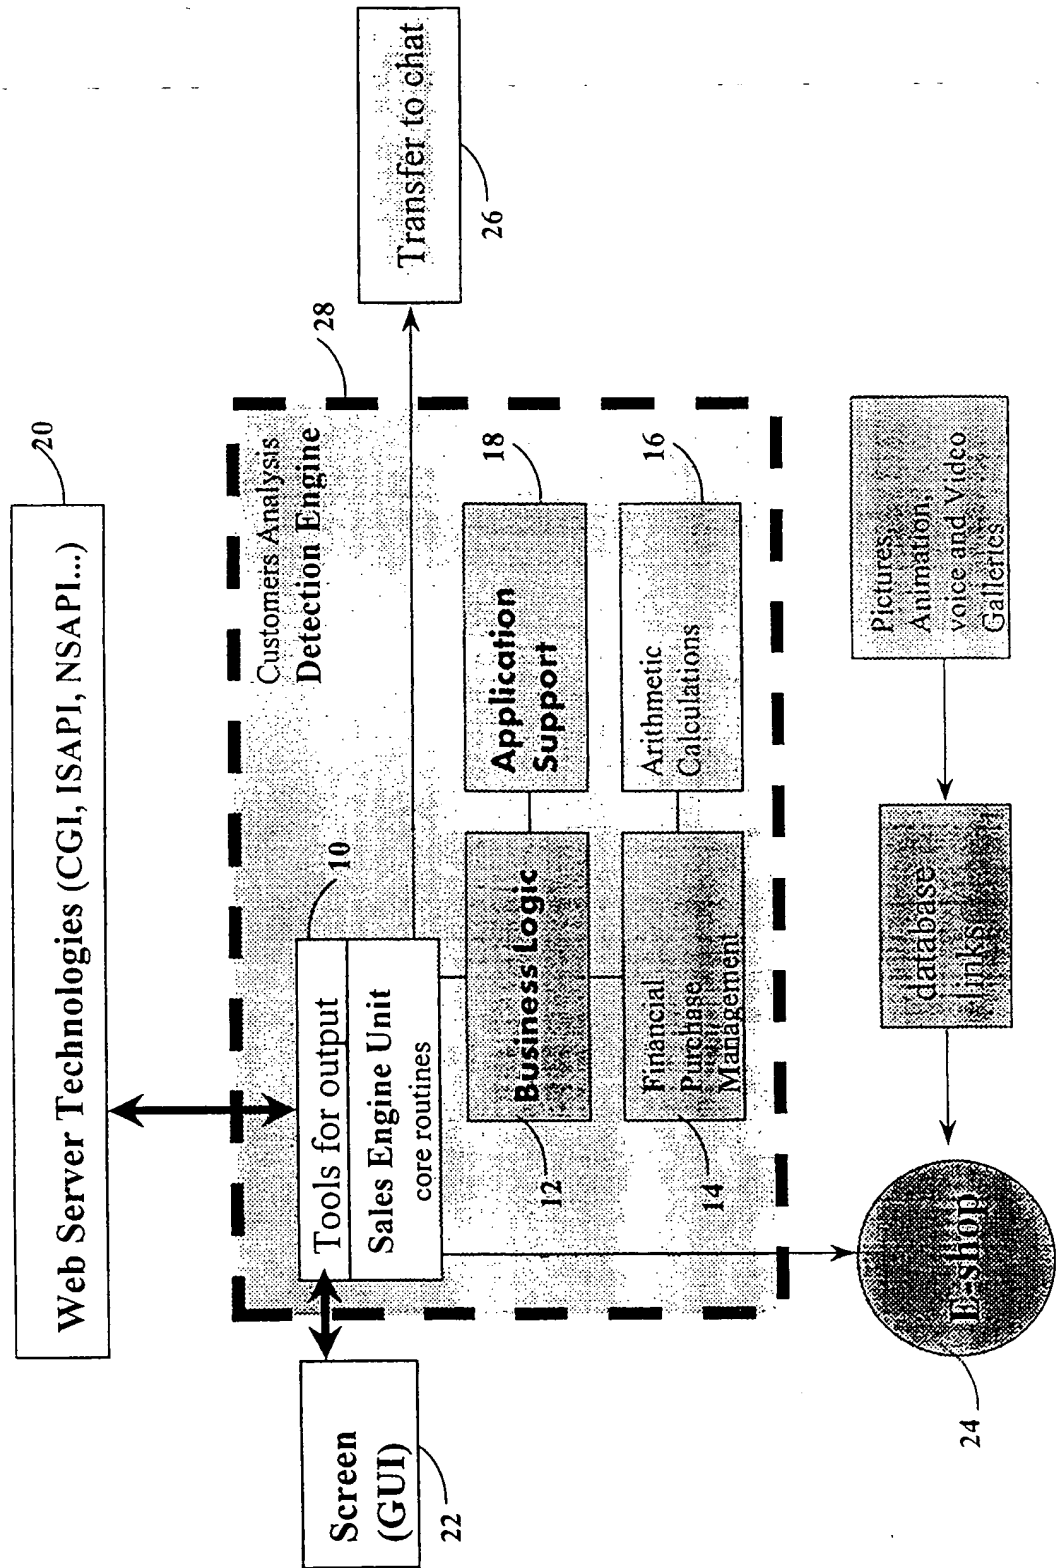 Web Server Technologies (CGI, ISAPI, NSAPI...)
20
Customers Analysis
Detection Engine
28
Tools for output
Sales Engine Unit
core routines
10
Screen
(GUI)
22
Transfer to chat
26
Business Logic
12
Application
Support
18
Financial
Purchase
Management
14
Arithmetic
Calculations
16
E-shop
24
database
links
Pictures,
Animation,
voice and Video
Galleries